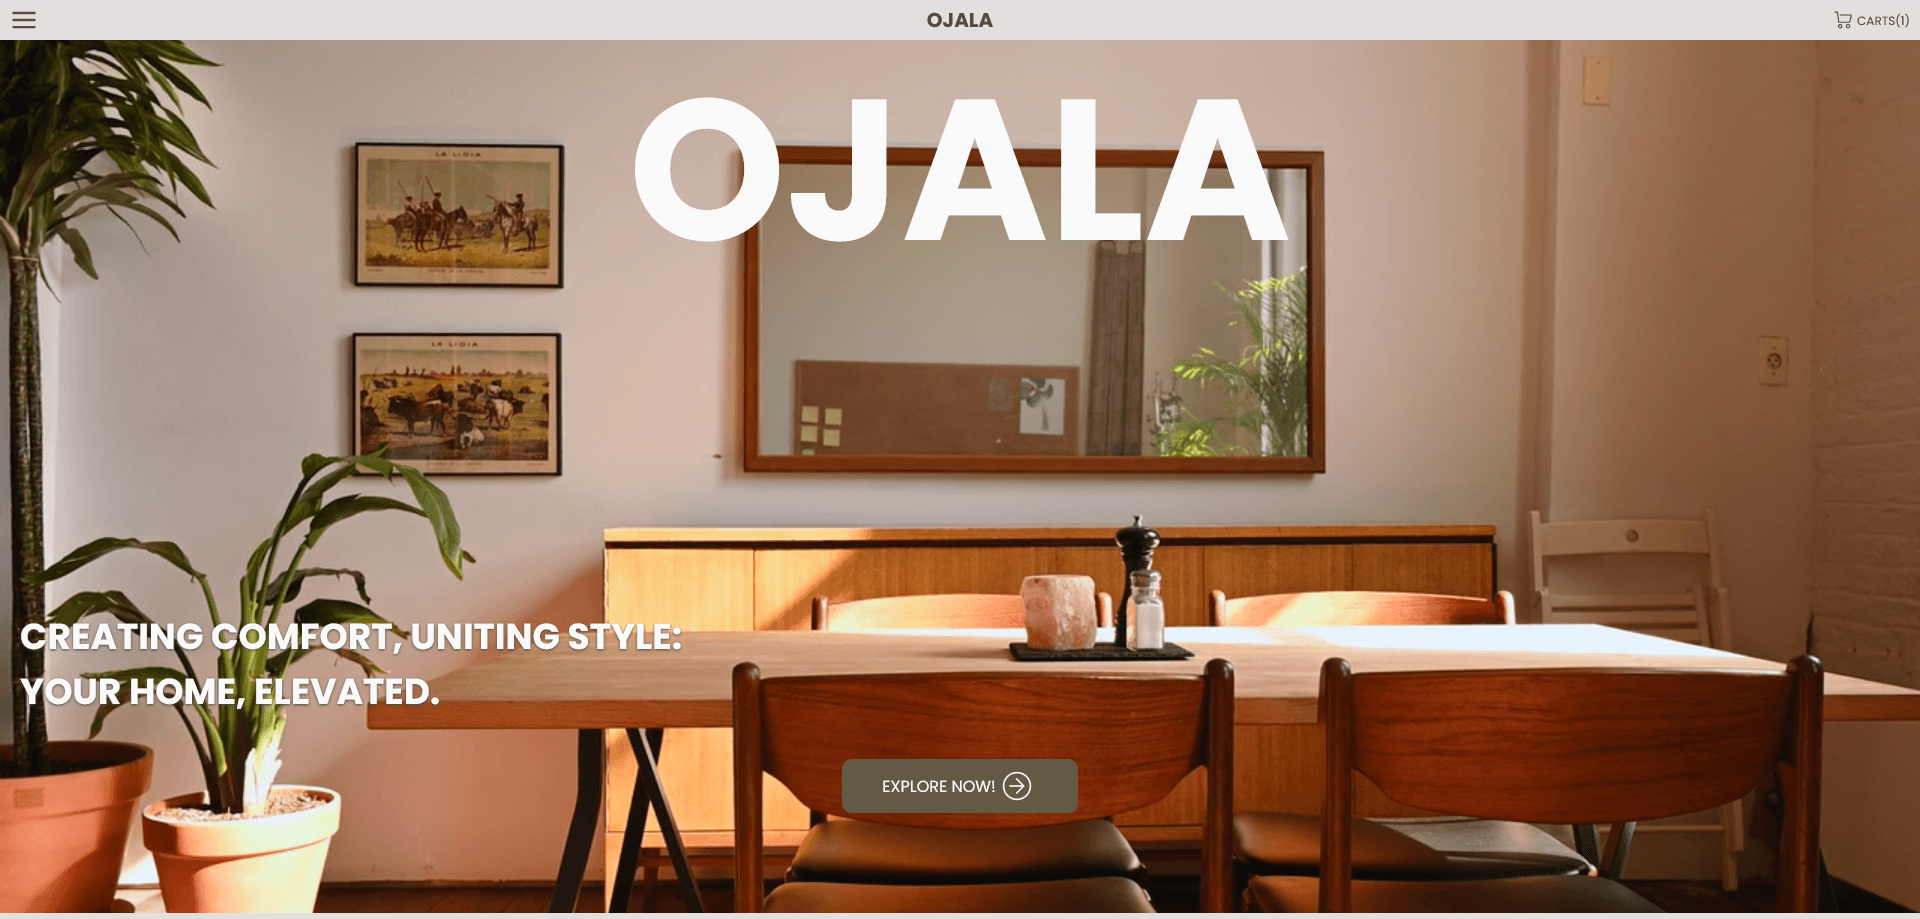 OJALA
CARTS(1)
OJALA
LA LIDIA
LA LIDIA
CREATING COMFORT, UNITING STYLE:
YOUR HOME, ELEVATED.
EXPLORE NOW!